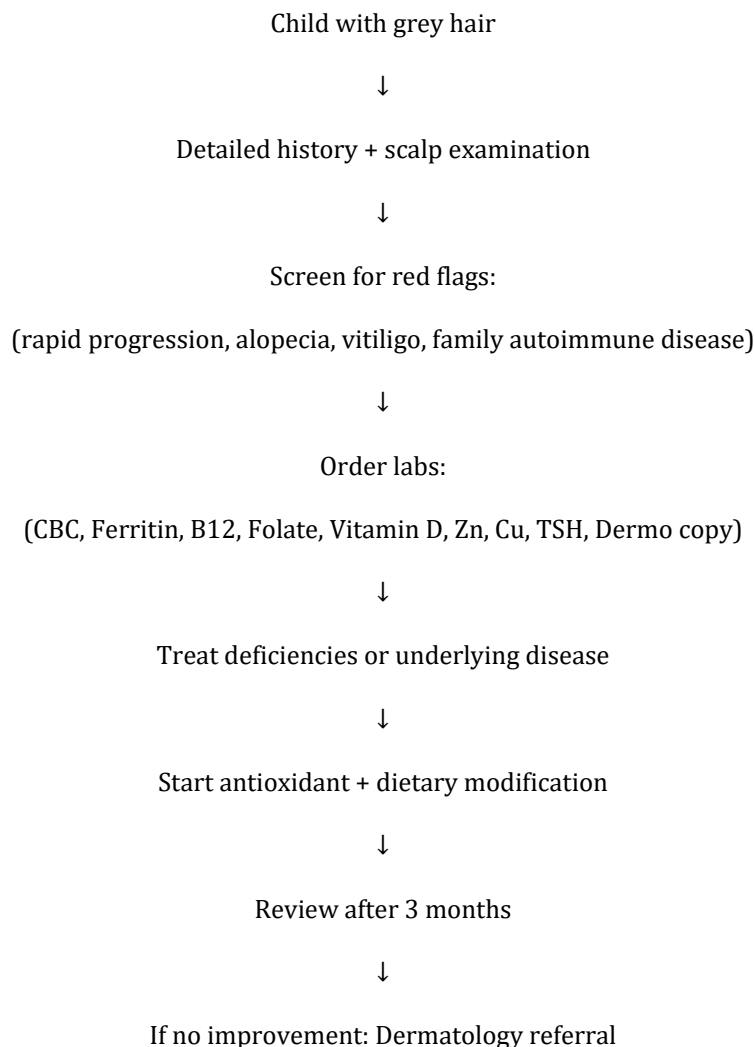 Child with grey hair
↓
Detailed history + scalp examination
↓
Screen for red flags:
(rapid progression, alopecia, vitiligo, family autoimmune disease)
↓
Order labs:
(CBC, Ferritin, B12, Folate, Vitamin D, Zn, Cu, TSH, Dermo copy)
↓
Treat deficiencies or underlying disease
↓
Start antioxidant + dietary modification
↓
Review after 3 months
↓
If no improvement: Dermatology referral